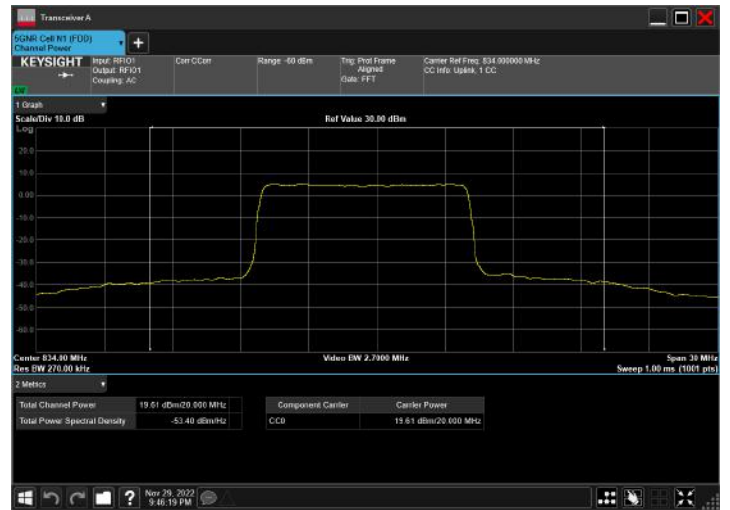 Transceiver A
5GNR Cell N1 (FDD)
Channel Power
KEYSIGHT
Input: RFIO1
Output: RFIO1
Coupling: AC
Corr CCorr
Range -60 dBm
Trig: Prot Frame
Aligned
Gate: FFT
Carrier Ref Freq: 834.000000 MHz
CC Info: Uplink, 1 CC
1 Graph
Scale/Div 10.0 dB
Ref Value 30.00 dBm
Log
20.0
10.0
0.00
-10.0
-20.0
-30.0
-40.0
-50.0
-60.0
Center 834.00 MHz
Video BW 2.7000 MHz
Span 30 MHz
Res BW 270.00 kHz
Sweep 1.00 ms (1001 pts)
2 Metrics
Total Channel Power 19.61 dBm/20.000 MHz
Total Power Spectral Density -53.40 dBm/Hz
Component Carrier Carrier Power
CC0 19.61 dBm/20.000 MHz
Nov 29, 2022
9:46:19 PM